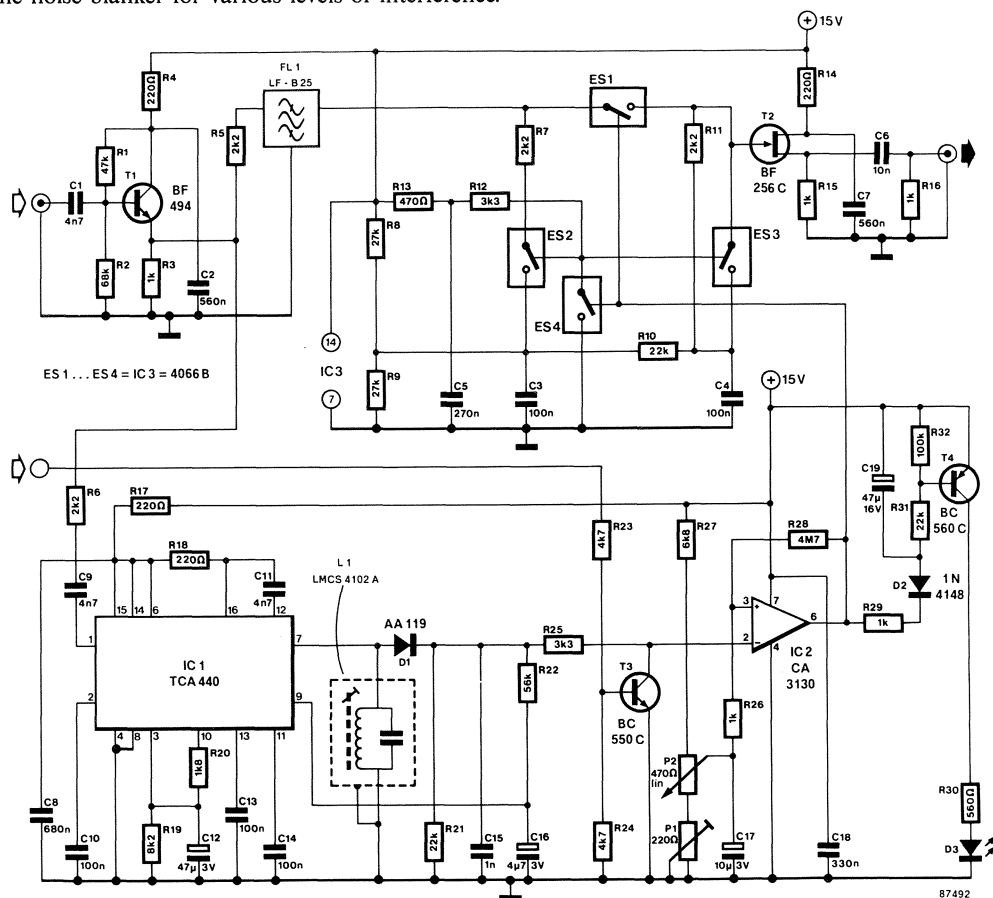 the noise blanker for various levels of interference.
15V
R4
220Ω
FL1
LF-B25
ES1
R14
220Ω
R5
2k2
R7
2k2
R11
2k2
T2
BF
256C
C6
10n
R1
47k
T1
BF
494
C1
4n7
R13
470Ω
R12
3k3
R15
1k
C7
560n
R16
1k
R8
27k
ES2
ES3
ES4
R2
68k
R3
1k
C2
560n
14
IC3
7
R10
22k
ES1...ES4 = IC3 = 4066B
R9
27k
C5
270n
C3
100n
C4
100n
15V
R32
100k
T4
BC
560C
C19
47μ
16V
R31
22k
R6
2k2
R17
220Ω
R23
4k7
R27
6k8
R28
4M7
D2
1N
4148
R18
220Ω
L1
LMCS 4102A
C9
4n7
C11
4n7
15
14
6
16
12
1
7
IC1
TCA440
2
9
4
8
3
10
13
11
AA119
D1
R25
3k3
R22
56k
T3
BC
550C
3
+
2
-
7
6
4
IC2
CA
3130
R29
1k
R26
1k
R20
1k8
P2
470Ω
lin
P1
220Ω
R30
560Ω
D3
C8
680n
C10
100n
R19
8k2
C12
47μ
3V
C13
100n
C14
100n
R21
22k
C15
1n
C16
4μ7
3V
R24
4k7
C17
10μ
3V
C18
330n
87492